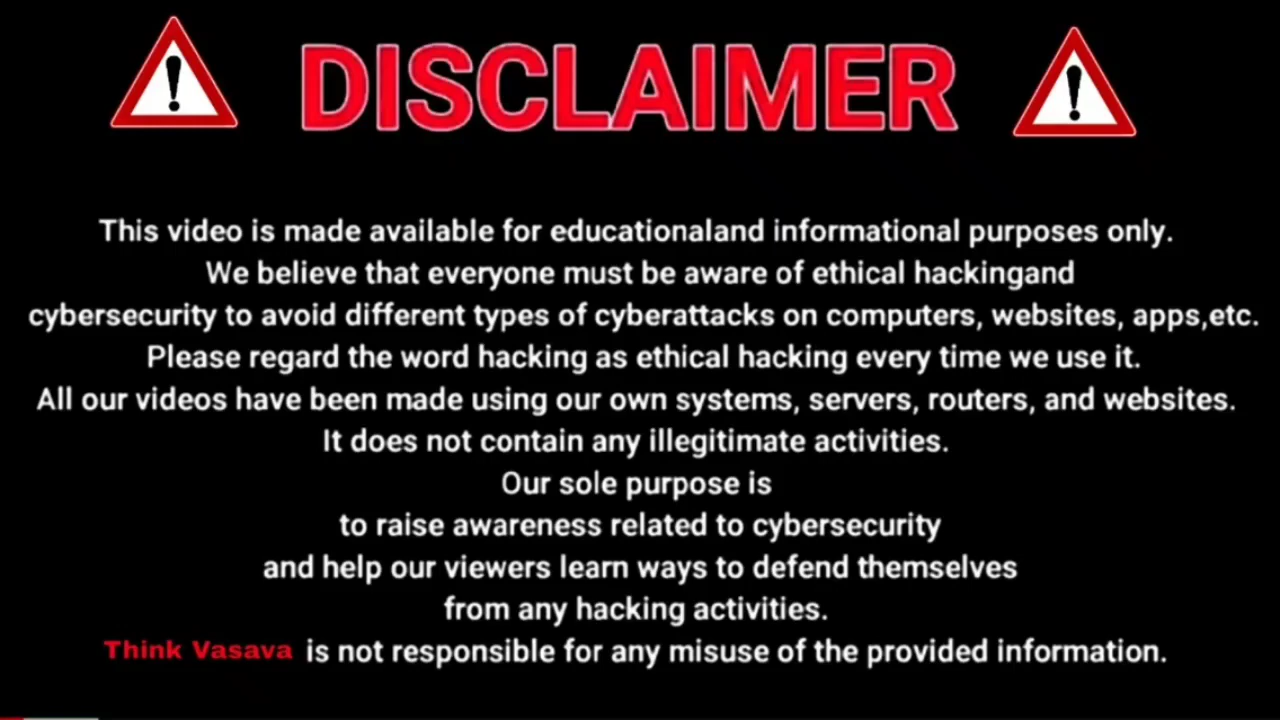 DISCLAIMER
This video is made available for educationaland informational purposes only.
We believe that everyone must be aware of ethical hackingand
cybersecurity to avoid different types of cyberattacks on computers, websites, apps,etc.
Please regard the word hacking as ethical hacking every time we use it.
All our videos have been made using our own systems, servers, routers, and websites.
It does not contain any illegitimate activities.
Our sole purpose is
to raise awareness related to cybersecurity
and help our viewers learn ways to defend themselves
from any hacking activities.
Think Vasava is not responsible for any misuse of the provided information.